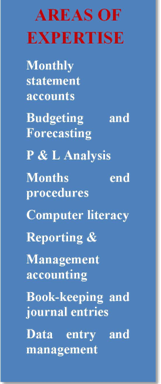 AREAS OF
EXPERTISE
Monthly
statement
accounts
Budgeting and
Forecasting
P & L Analysis
Months end
procedures
Computer literacy
Reporting &
Management
accounting
Book-keeping and
journal entries
Data entry and
management